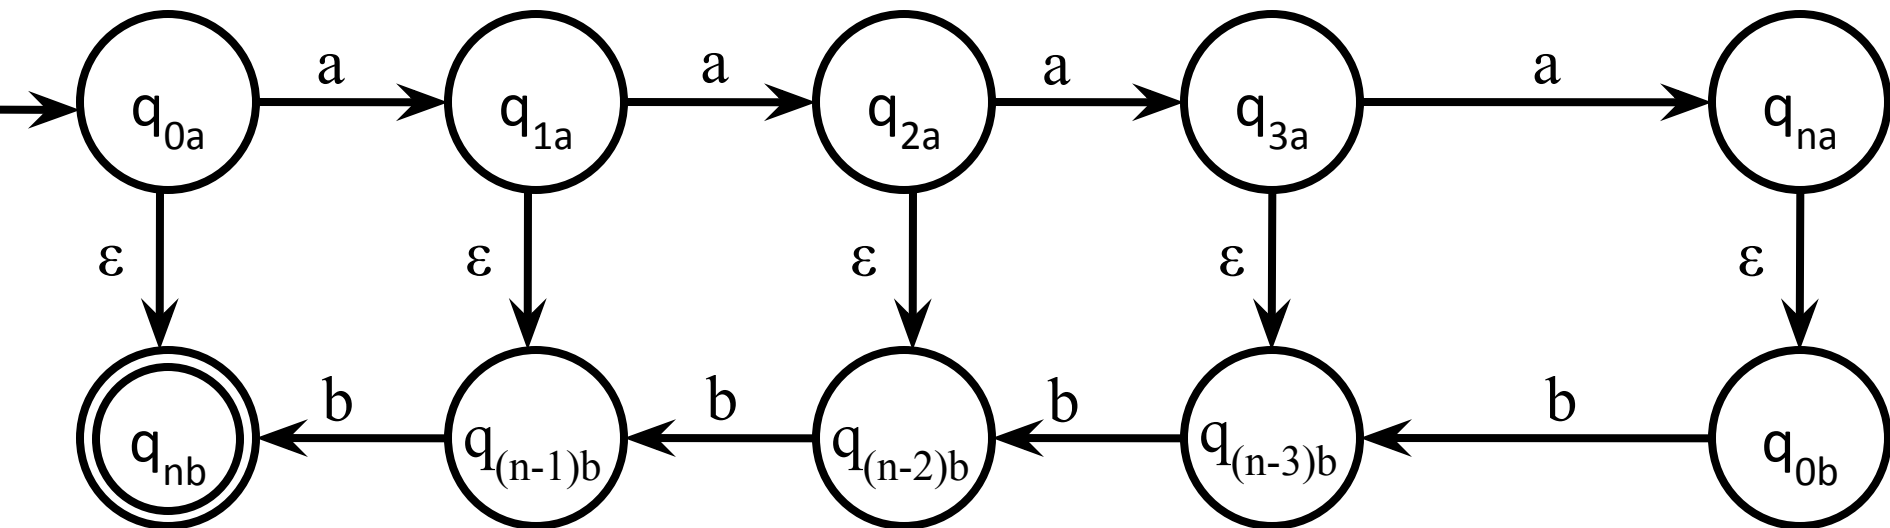 a a a a
q0a q1a q2a q3a qna
ε ε ε ε ε
b b b b
qnb q(n-1)b q(n-2)b q(n-3)b q0b